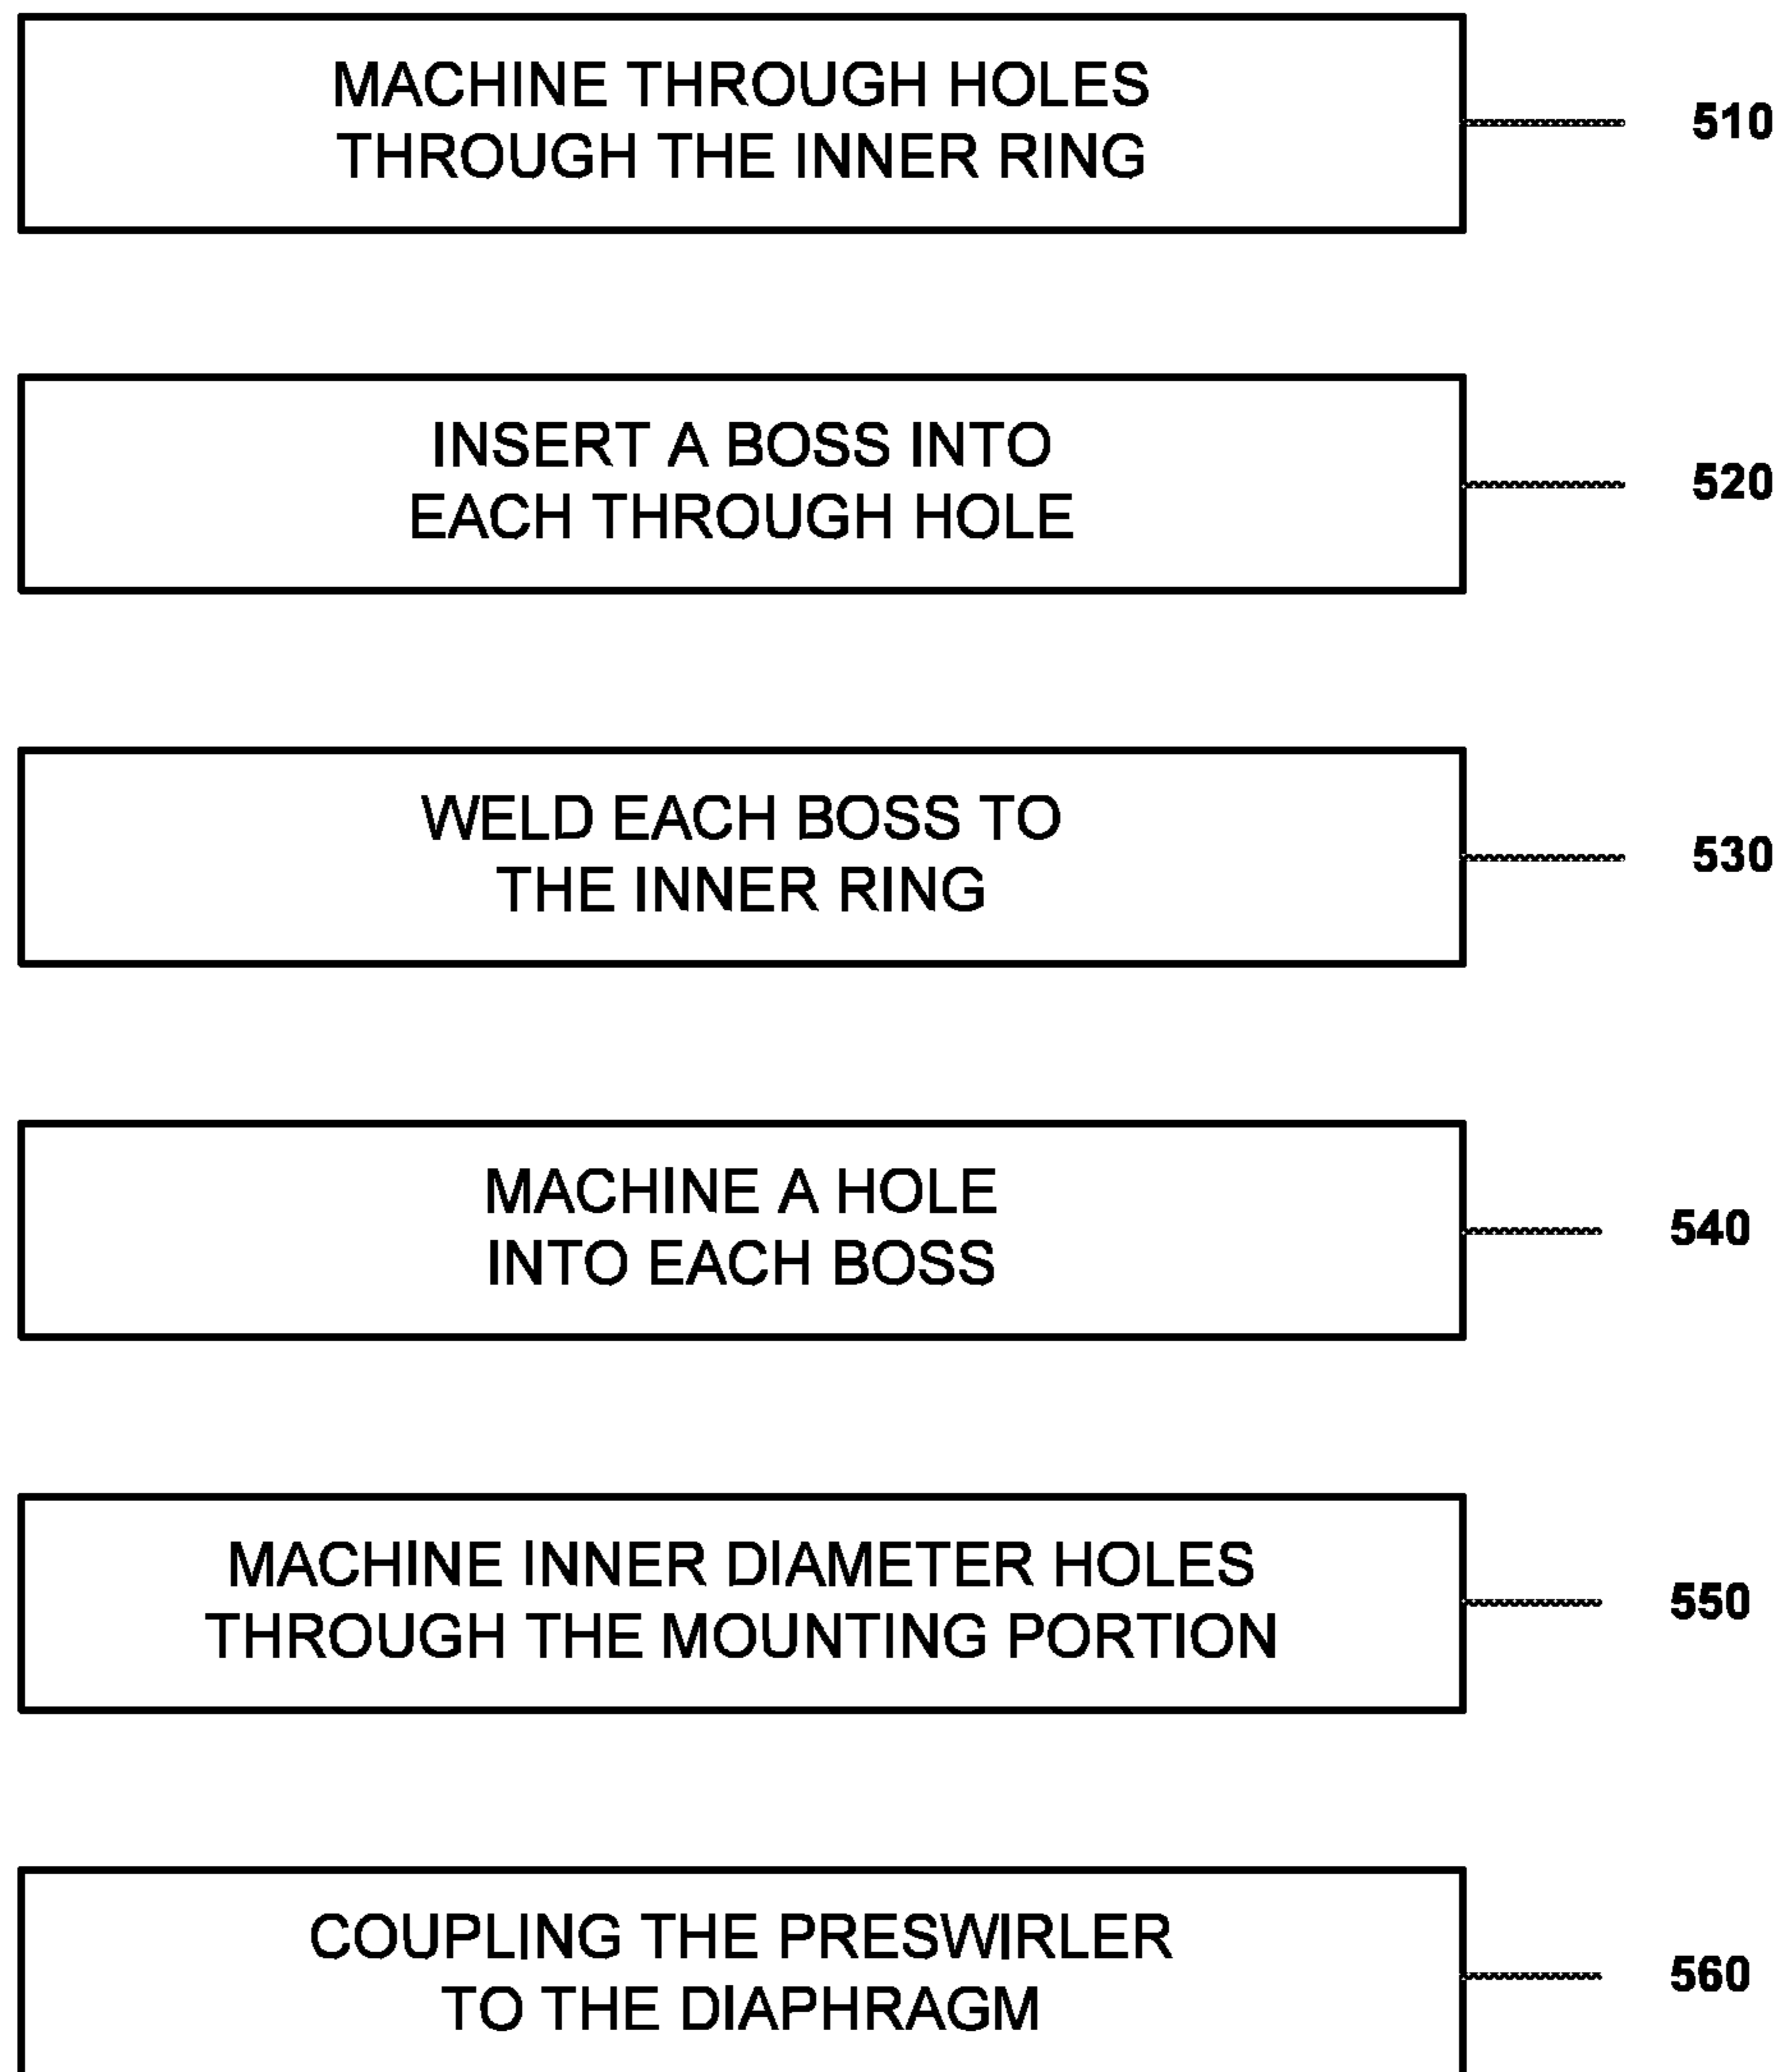 MACHINE THROUGH HOLES
THROUGH THE INNER RING
510
INSERT A BOSS INTO
EACH THROUGH HOLE
520
WELD EACH BOSS TO
THE INNER RING
530
MACHINE A HOLE
INTO EACH BOSS
540
MACHINE INNER DIAMETER HOLES
THROUGH THE MOUNTING PORTION
550
COUPLING THE PRESWIRLER
TO THE DIAPHRAGM
560